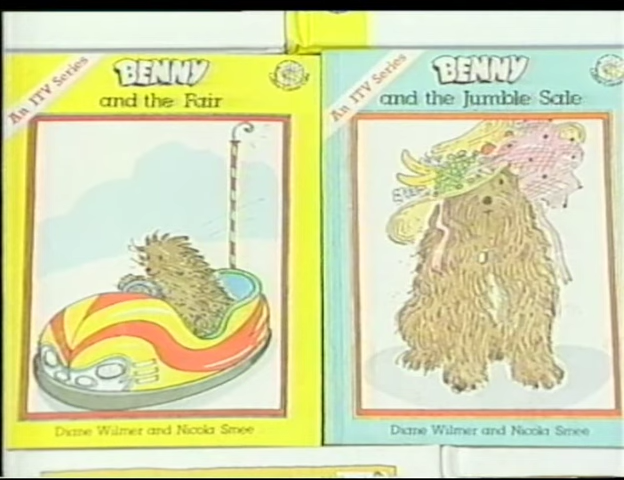 An ITV Series
BENNY
and the Fair
Diane Wilmer and Nicola Smee
An ITV Series
BENNY
and the Jumble Sale
Diane Wilmer and Nicola Smee